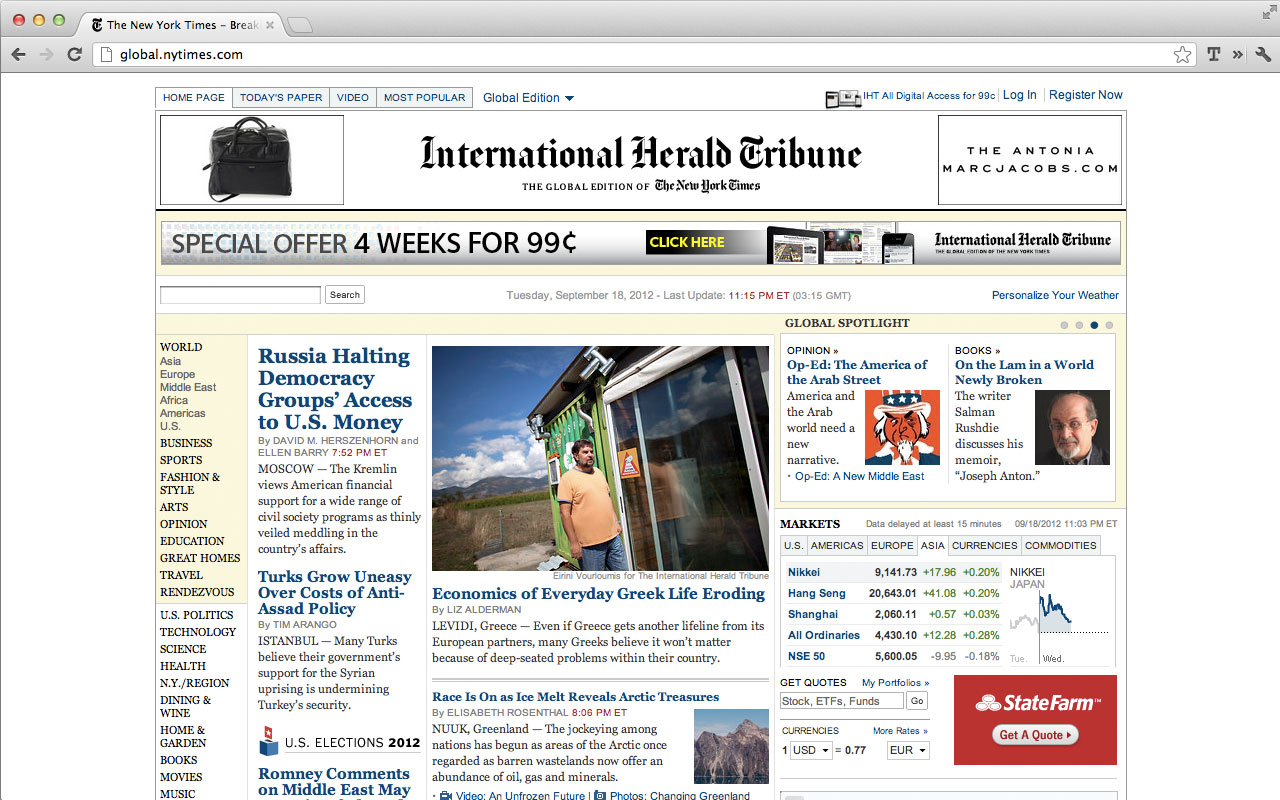 The New York Times – Break
global.nytimes.com
HOME PAGE TODAY'S PAPER VIDEO MOST POPULAR Global Edition
IHT All Digital Access for 99c Log In Register Now
International Herald Tribune
THE GLOBAL EDITION OF The New York Times
THE ANTONIA
MARCJACOBS.COM
SPECIAL OFFER 4 WEEKS FOR 99¢
CLICK HERE
International Herald Tribune
THE GLOBAL EDITION OF THE NEW YORK TIMES
Search
Tuesday, September 18, 2012 - Last Update: 11:15 PM ET (03:15 GMT)
Personalize Your Weather
WORLD
Asia
Europe
Middle East
Africa
Americas
U.S.
BUSINESS
SPORTS
FASHION &
STYLE
ARTS
OPINION
EDUCATION
GREAT HOMES
TRAVEL
RENDEZVOUS
U.S. POLITICS
TECHNOLOGY
SCIENCE
HEALTH
N.Y./REGION
DINING &
WINE
HOME &
GARDEN
BOOKS
MOVIES
MUSIC
Russia Halting
Democracy
Groups' Access
to U.S. Money
By DAVID M. HERSZENHORN and
ELLEN BARRY 7:52 PM ET
MOSCOW — The Kremlin
views American financial
support for a wide range of
civil society programs as thinly
veiled meddling in the
country's affairs.
Turks Grow Uneasy
Over Costs of Anti-
Assad Policy
By TIM ARANGO
ISTANBUL — Many Turks
believe their government's
support for the Syrian
uprising is undermining
Turkey's security.
U.S. ELECTIONS 2012
Romney Comments
on Middle East May
Eirini Vourloumis for The International Herald Tribune
Economics of Everyday Greek Life Eroding
By LIZ ALDERMAN
LEVIDI, Greece — Even if Greece gets another lifeline from its
European partners, many Greeks believe it won't matter
because of deep-seated problems within their country.
Race Is On as Ice Melt Reveals Arctic Treasures
By ELISABETH ROSENTHAL 8:06 PM ET
NUUK, Greenland — The jockeying among
nations has begun as areas of the Arctic once
regarded as barren wastelands now offer an
abundance of oil, gas and minerals.
· Video: An Unfrozen Future | Photos: Changing Greenland
GLOBAL SPOTLIGHT
OPINION »
Op-Ed: The America of
the Arab Street
America and
the Arab
world need a
new
narrative.
· Op-Ed: A New Middle East
BOOKS »
On the Lam in a World
Newly Broken
The writer
Salman
Rushdie
discusses his
memoir,
“Joseph Anton.”
MARKETS Data delayed at least 15 minutes 09/18/2012 11:03 PM ET
U.S. AMERICAS EUROPE ASIA CURRENCIES COMMODITIES
Nikkei 9,141.73 +17.96 +0.20%
Hang Seng 20,643.01 +41.08 +0.20%
Shanghai 2,060.11 +0.57 +0.03%
All Ordinaries 4,430.10 +12.28 +0.28%
NSE 50 5,600.05 -9.95 -0.18%
NIKKEI
JAPAN
Tue. Wed.
GET QUOTES My Portfolios »
Stock, ETFs, Funds Go
CURRENCIES More Rates »
1 USD = 0.77 EUR
StateFarm™
Get A Quote